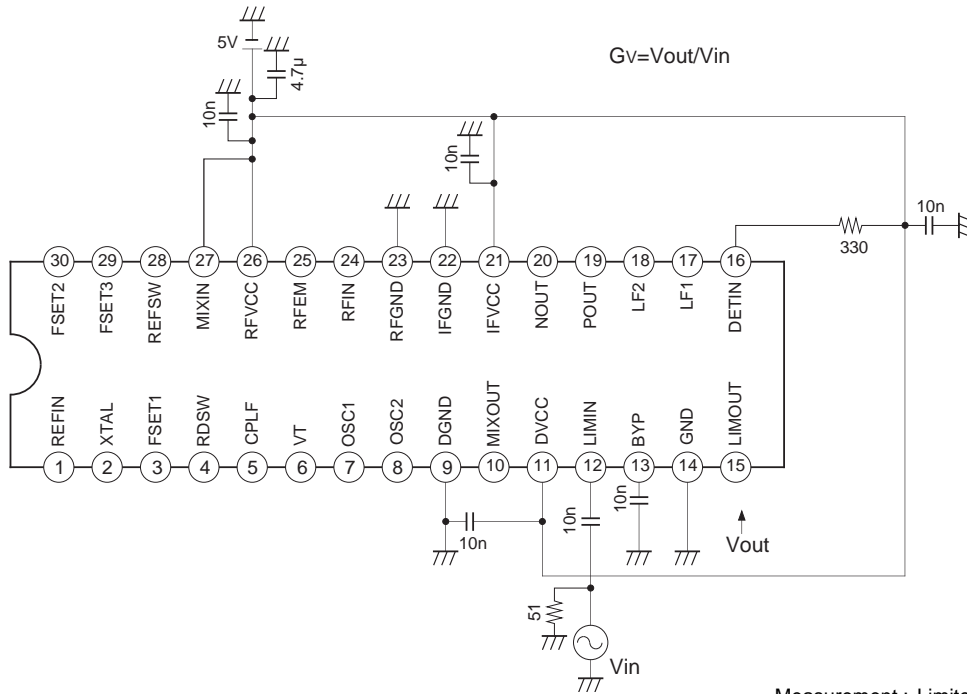 5V
4.7μ
GV=Vout/Vin
10n
10n
10n
330
30 29 28 27 26 25 24 23 22 21 20 19 18 17 16
FSET2 FSET3 REFSW MIXIN RFVCC RFEM RFIN RFGND IFGND IFVCC NOUT POUT LF2 LF1 DETIN
REFIN XTAL FSET1 RDSW CPLF VT OSC1 OSC2 DGND MIXOUT DVCC LIMIN BYP GND LIMOUT
1 2 3 4 5 6 7 8 9 10 11 12 13 14 15
10n
10n
10n
Vout
51
Vin